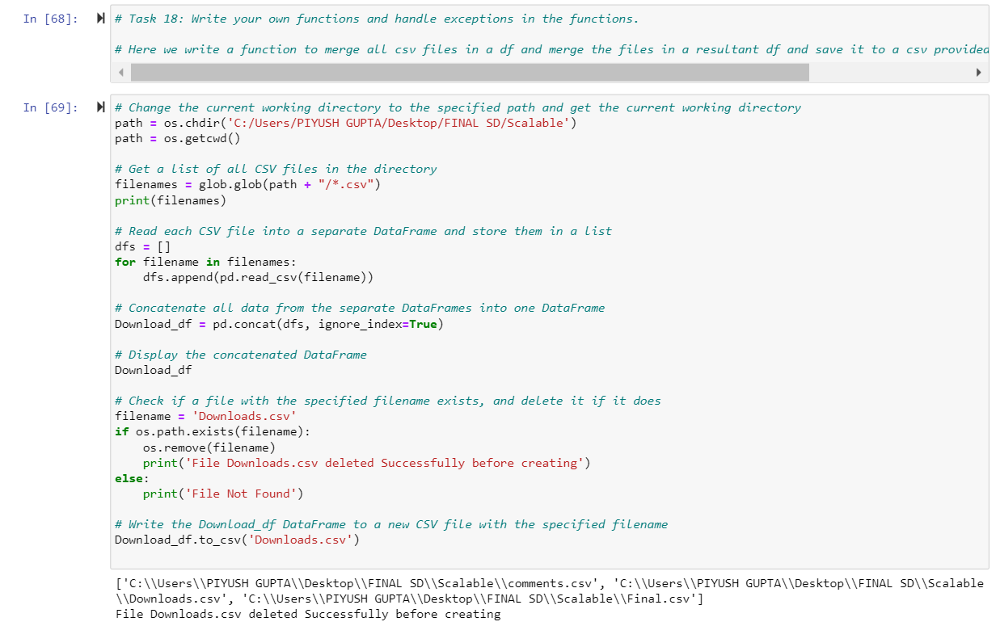 In [68]: # Task 18: Write your own functions and handle exceptions in the functions.
# Here we write a function to merge all csv files in a df and merge the files in a resultant df and save it to a csv provided
In [69]: # Change the current working directory to the specified path and get the current working directory
path = os.chdir('C:/Users/PIYUSH GUPTA/Desktop/FINAL SD/Scalable')
path = os.getcwd()
# Get a list of all CSV files in the directory
filenames = glob.glob(path + "/*.csv")
print(filenames)
# Read each CSV file into a separate DataFrame and store them in a list
dfs = []
for filename in filenames:
    dfs.append(pd.read_csv(filename))
# Concatenate all data from the separate DataFrames into one DataFrame
Download_df = pd.concat(dfs, ignore_index=True)
# Display the concatenated DataFrame
Download_df
# Check if a file with the specified filename exists, and delete it if it does
filename = 'Downloads.csv'
if os.path.exists(filename):
    os.remove(filename)
    print('File Downloads.csv deleted Successfully before creating')
else:
    print('File Not Found')
# Write the Download_df DataFrame to a new CSV file with the specified filename
Download_df.to_csv('Downloads.csv')
['C:\\Users\\PIYUSH GUPTA\\Desktop\\FINAL SD\\Scalable\\comments.csv', 'C:\\Users\\PIYUSH GUPTA\\Desktop\\FINAL SD\\Scalable
\\Downloads.csv', 'C:\\Users\\PIYUSH GUPTA\\Desktop\\FINAL SD\\Scalable\\Final.csv']
File Downloads.csv deleted Successfully before creating